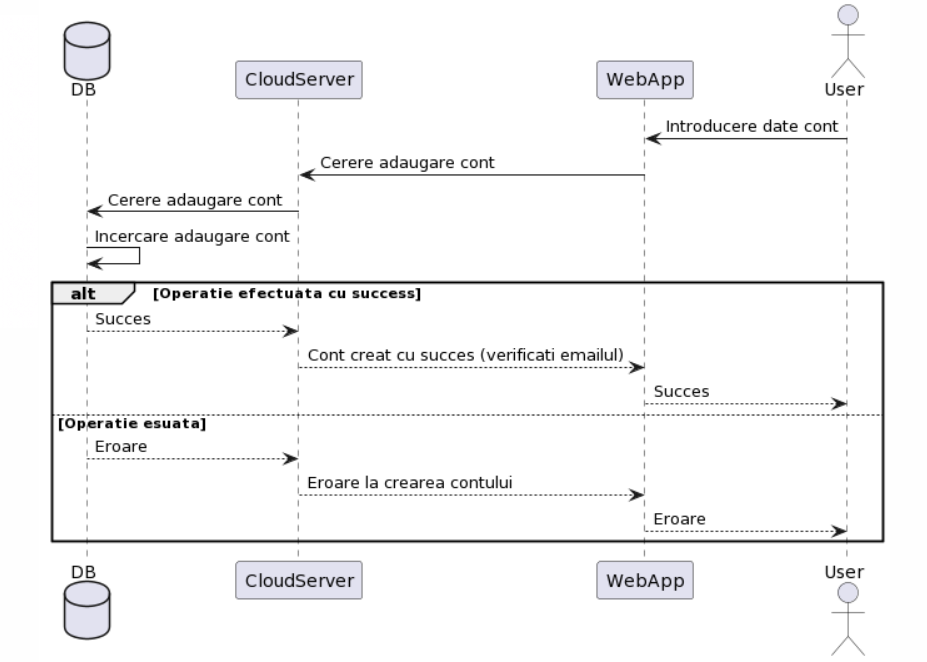 DB
CloudServer
WebApp
User
Introducere date cont
Cerere adaugare cont
Cerere adaugare cont
Incercare adaugare cont
alt [Operatie efectuata cu success]
Succes
Cont creat cu succes (verificati emailul)
Succes
[Operatie esuata]
Eroare
Eroare la crearea contului
Eroare
DB
CloudServer
WebApp
User